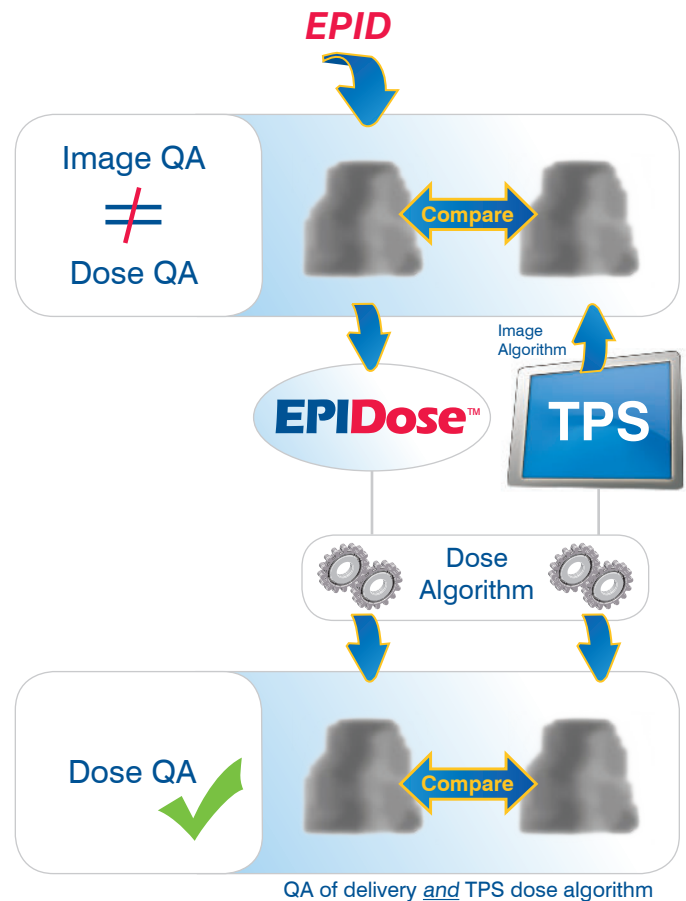 EPID
Image QA
≠
Dose QA
Compare
Image
Algorithm
EPIDose™
TPS
Dose
Algorithm
Dose QA
Compare
QA of delivery and TPS dose algorithm